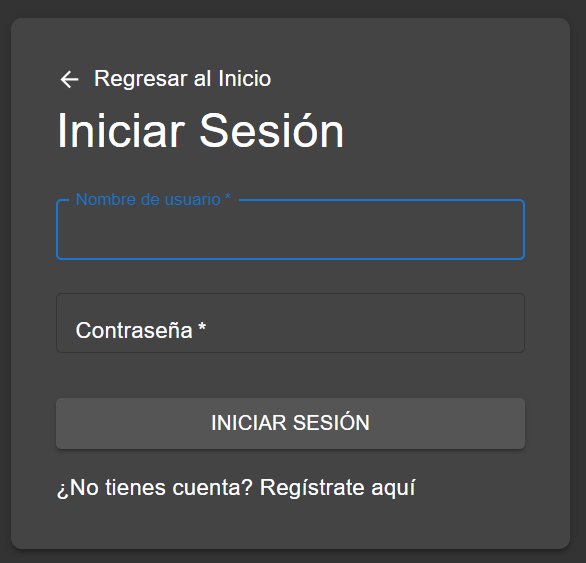 Regresar al Inicio
Iniciar Sesión
Nombre de usuario *
Contraseña *
INICIAR SESIÓN
¿No tienes cuenta? Regístrate aquí